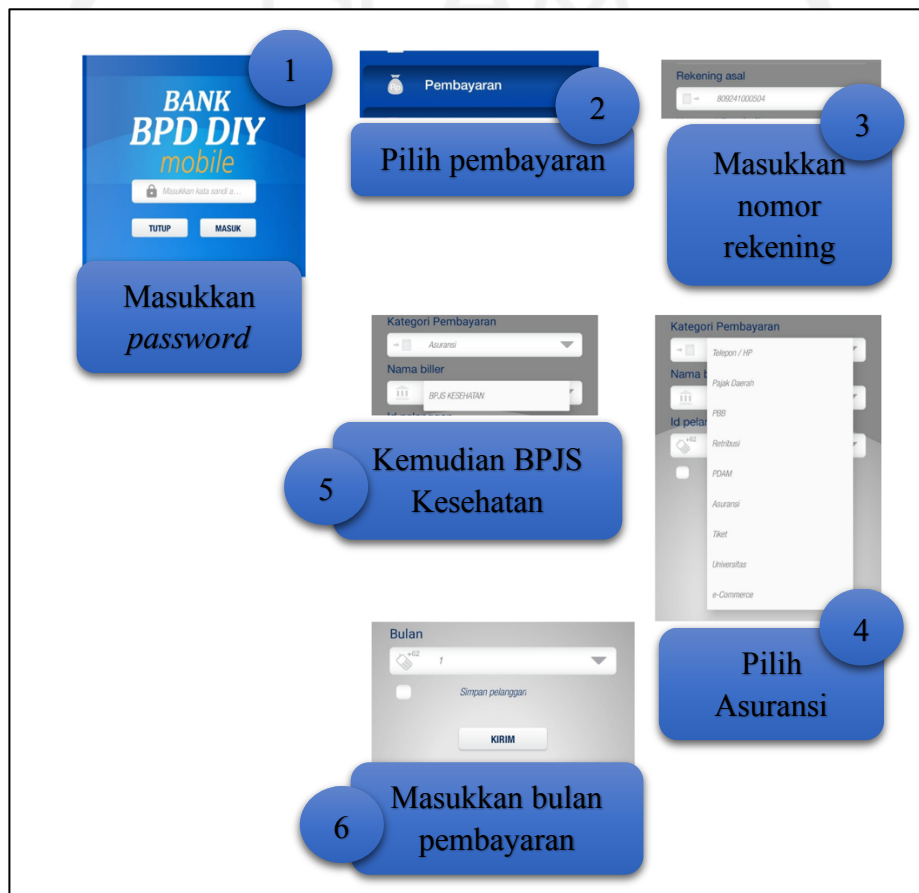 1
BANK
BPD DIY
mobile
Masukkan kata sandi a...
TUTUP MASUK
Masukkan
password
Pembayaran
2
Pilih pembayaran
Rekening asal
809241000504
3
Masukkan
nomor
rekening
Kategori Pembayaran
Telepon / HP
Nama b
Pajak Daerah
PBB
Id pelan
+62
Retribusi
PDAM
Asuransi
Tiket
Universitas
e-Commerce
4
Pilih
Asuransi
Kategori Pembayaran
Asuransi
Nama biller
BPJS KESEHATAN
5
Kemudian BPJS
Kesehatan
Bulan
+62 1
Simpan pelanggan
KIRIM
6
Masukkan bulan
pembayaran